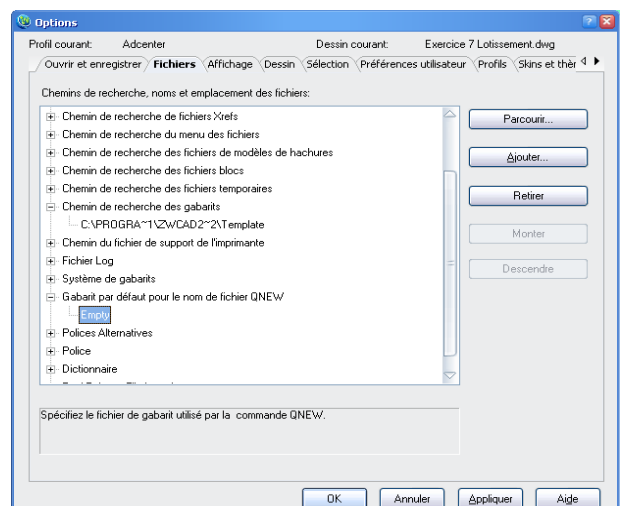 Options
Profil courant: Adcenter Dessin courant: Exercice 7 Lotissement.dwg
Ouvrir et enregistrer Fichiers Affichage Dessin Sélection Préférences utilisateur Profils Skins et thèr
Chemins de recherche, noms et emplacement des fichiers:
Chemin de recherche de fichiers Xrefs
Chemin de recherche du menu des fichiers
Chemin de recherche des fichiers de modèles de hachures
Chemin de recherche des fichiers blocs
Chemin de recherche des fichiers temporaires
Chemin de recherche des gabarits
C:\PROGRA~1\ZWCAD2~2\Template
Chemin du fichier de support de l'imprimante
Fichier Log
Système de gabarits
Gabarit par défaut pour le nom de fichier QNEW
Empty
Polices Alternatives
Police
Dictionnaire
Parcourir...
Ajouter...
Retirer
Monter
Descendre
Spécifiez le fichier de gabarit utilisé par la commande QNEW.
OK Annuler Appliquer Aide